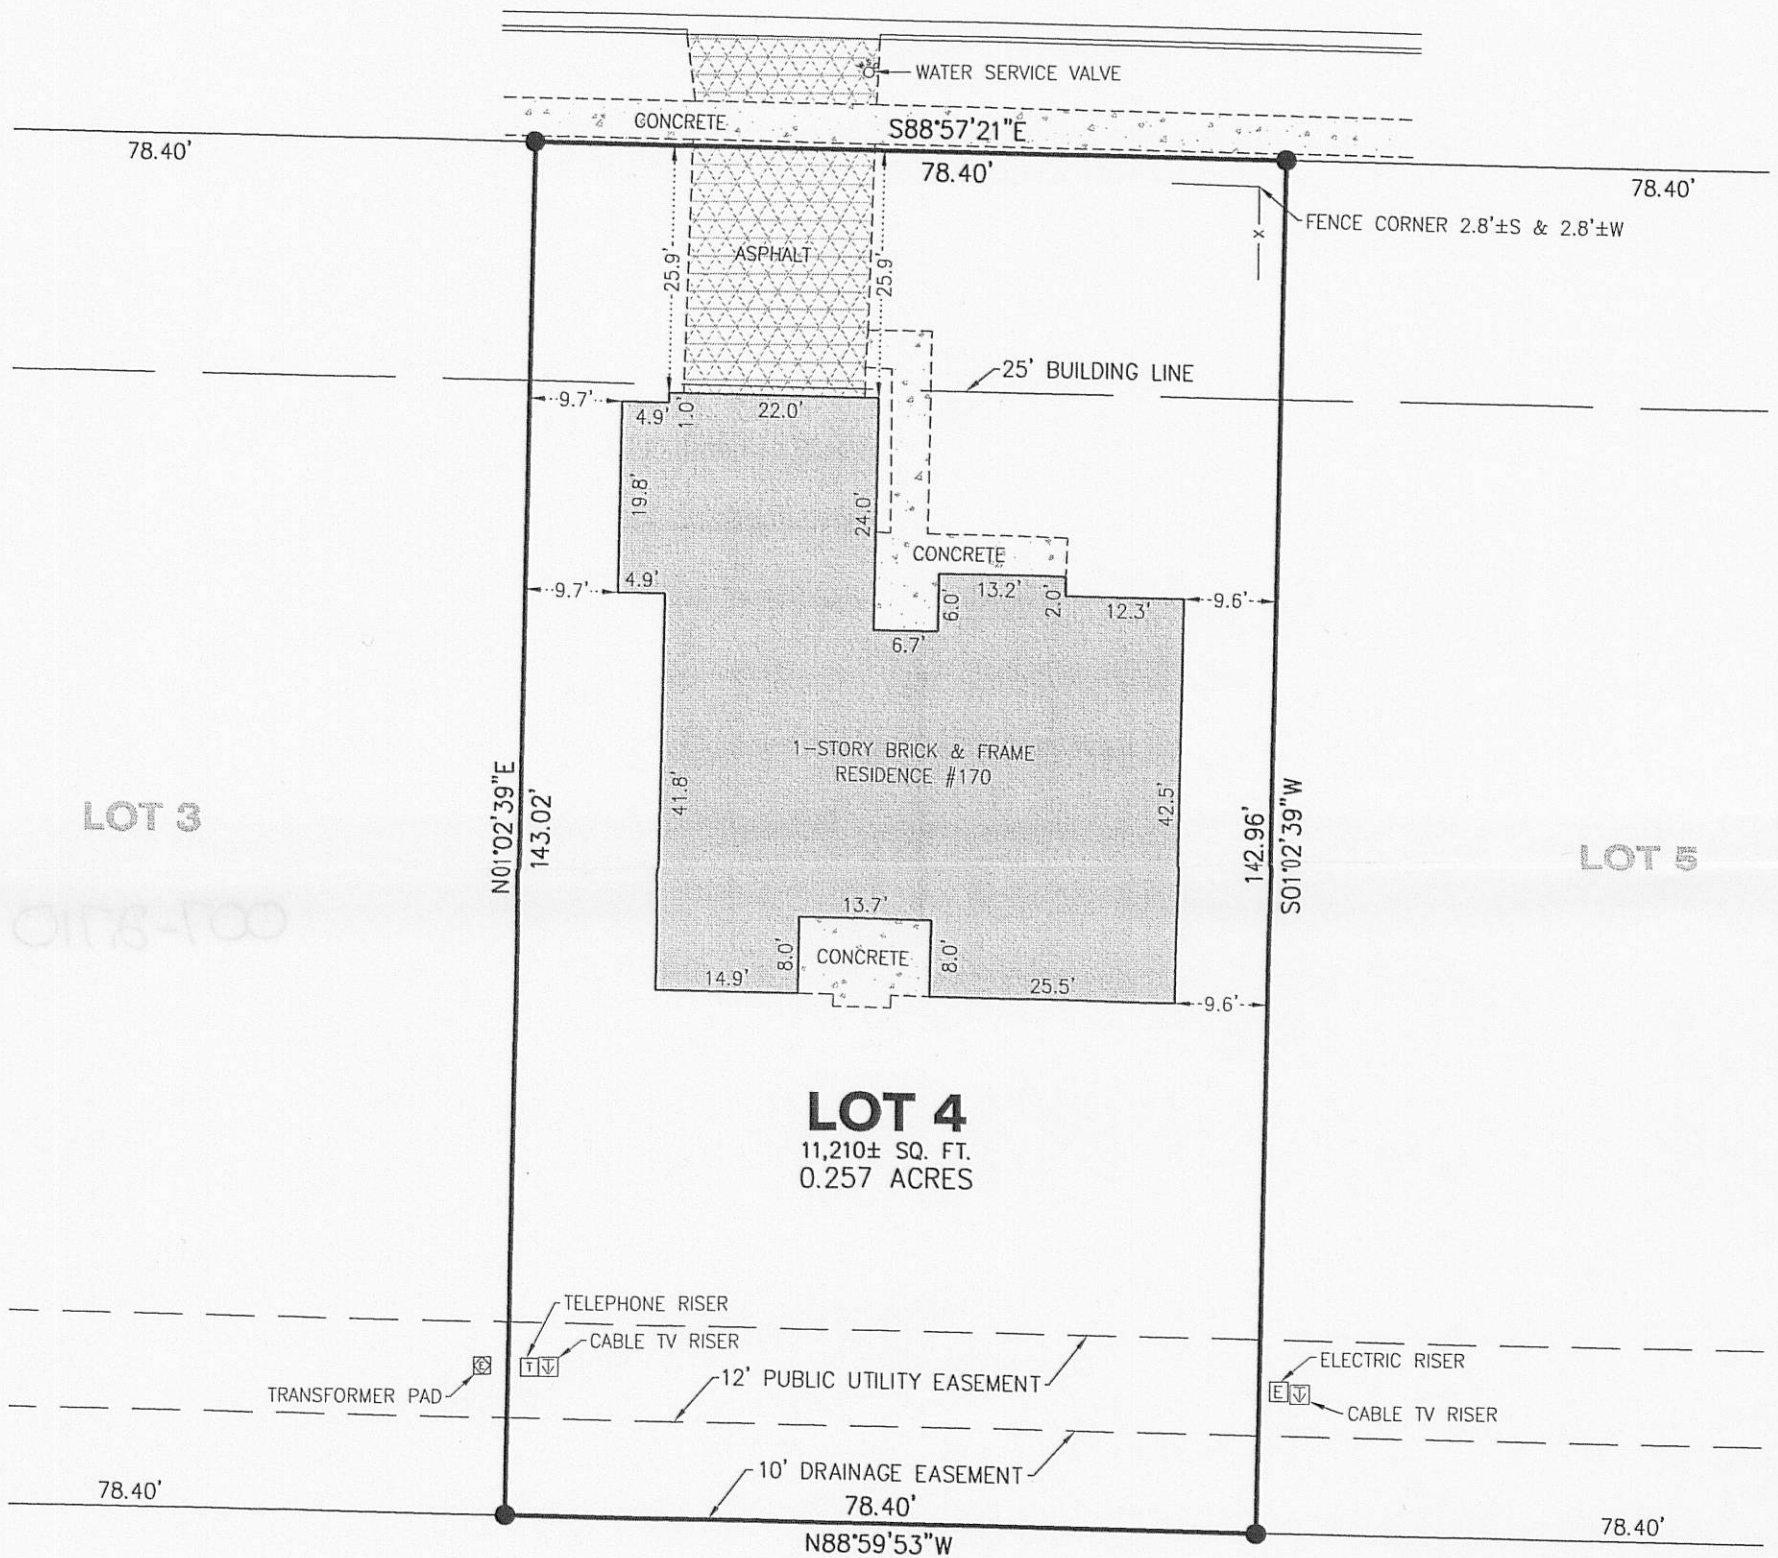 WATER SERVICE VALVE
CONCRETE
S88°57'21"E
78.40'
78.40'
78.40'
FENCE CORNER 2.8'±S & 2.8'±W
X
ASPHALT
25.9'
25.9'
25' BUILDING LINE
9.7'
4.9'
1.0'
22.0'
19.8'
24.0'
CONCRETE
9.7'
4.9'
6.0'
13.2'
2.0'
12.3'
9.6'
6.7'
1-STORY BRICK & FRAME
RESIDENCE #170
41.8'
42.5'
N01°02'39"E
143.02'
142.96'
S01°02'39"W
LOT 3
LOT 5
13.7'
8.0'
CONCRETE
8.0'
14.9'
25.5'
9.6'
LOT 4
11,210± SQ. FT.
0.257 ACRES
TELEPHONE RISER
CABLE TV RISER
E
T
TRANSFORMER PAD
12' PUBLIC UTILITY EASEMENT
ELECTRIC RISER
E
CABLE TV RISER
10' DRAINAGE EASEMENT
78.40'
78.40'
78.40'
N88°59'53"W